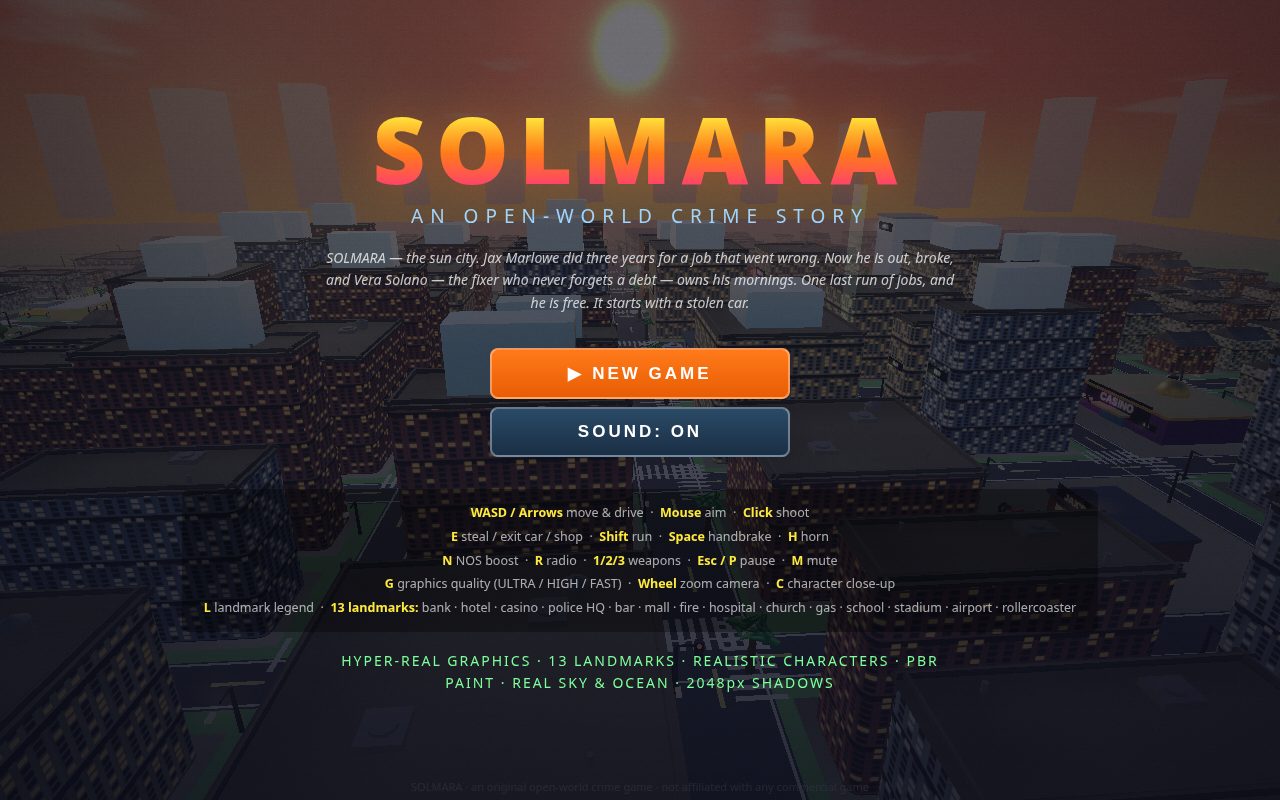 SOLMARA
AN OPEN-WORLD CRIME STORY
SOLMARA — the sun city. Jax Marlowe did three years for a job that went wrong. Now he is out, broke,
and Vera Solano — the fixer who never forgets a debt — owns his mornings. One last run of jobs, and
he is free. It starts with a stolen car.
▶ NEW GAME
CASINO
SOUND: ON
WASD / Arrows move & drive · Mouse aim · Click shoot
E steal / exit car / shop · Shift run · Space handbrake · H horn
N NOS boost · R radio · 1/2/3 weapons · Esc / P pause · M mute
G graphics quality (ULTRA / HIGH / FAST) · Wheel zoom camera · C character close-up
L landmark legend · 13 landmarks: bank · hotel · casino · police HQ · bar · mall · fire · hospital · church · gas · school · stadium · airport · rollercoaster
HYPER-REAL GRAPHICS · 13 LANDMARKS · REALISTIC CHARACTERS · PBR
PAINT · REAL SKY & OCEAN · 2048px SHADOWS
SOLMARA · an original open-world crime game · not affiliated with any commercial game